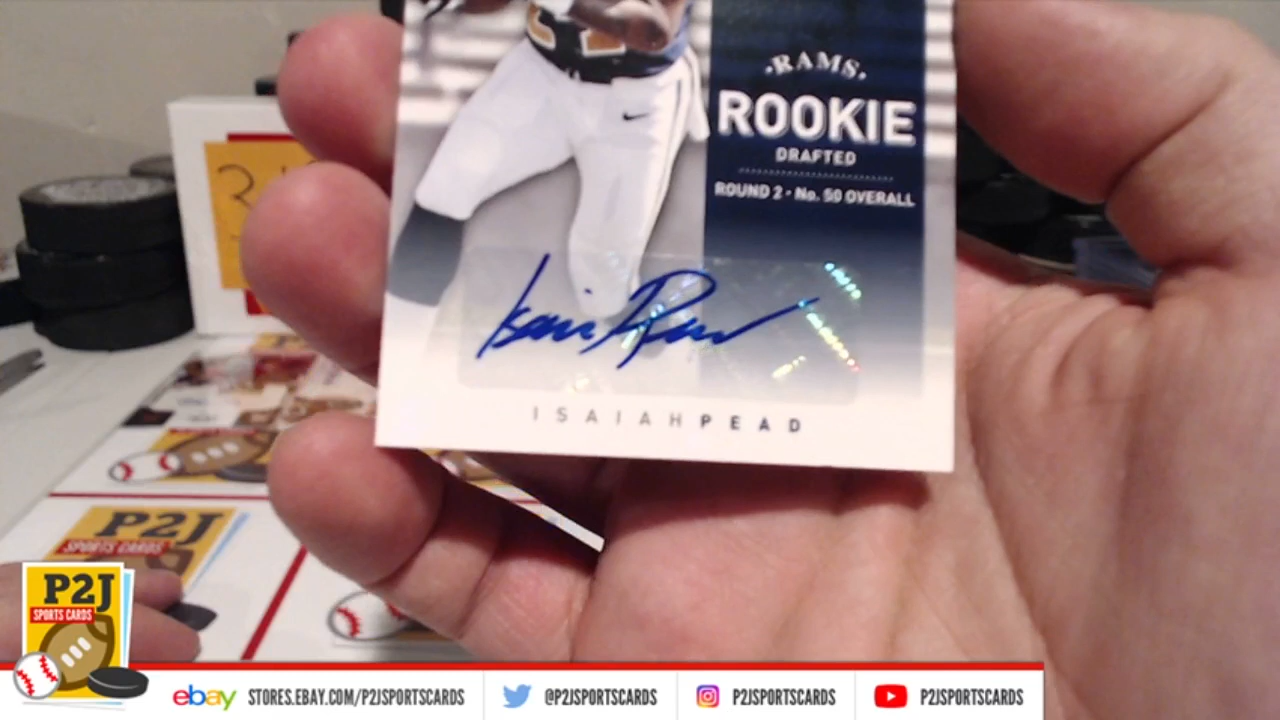 ·RAMS·
ROOKIE
DRAFTED
ROUND 2 · No. 50 OVERALL
ISAIAH PEAD
P2J
SPORTS CARDS
P2J
SPORTS CARDS
ebay STORES.EBAY.COM/P2JSPORTSCARDS @P2JSPORTSCARDS P2JSPORTSCARDS P2JSPORTSCARDS